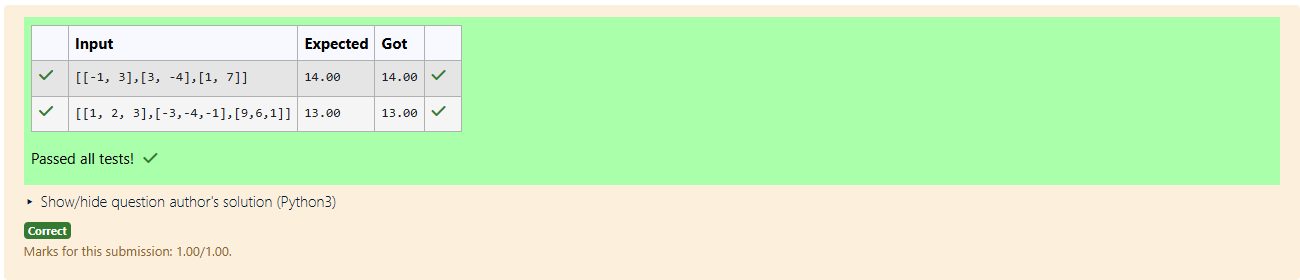 Input Expected Got
[[-1, 3],[3, -4],[1, 7]] 14.00 14.00
[[1, 2, 3],[-3,-4,-1],[9,6,1]] 13.00 13.00
Passed all tests!
Show/hide question author's solution (Python3)
Correct
Marks for this submission: 1.00/1.00.